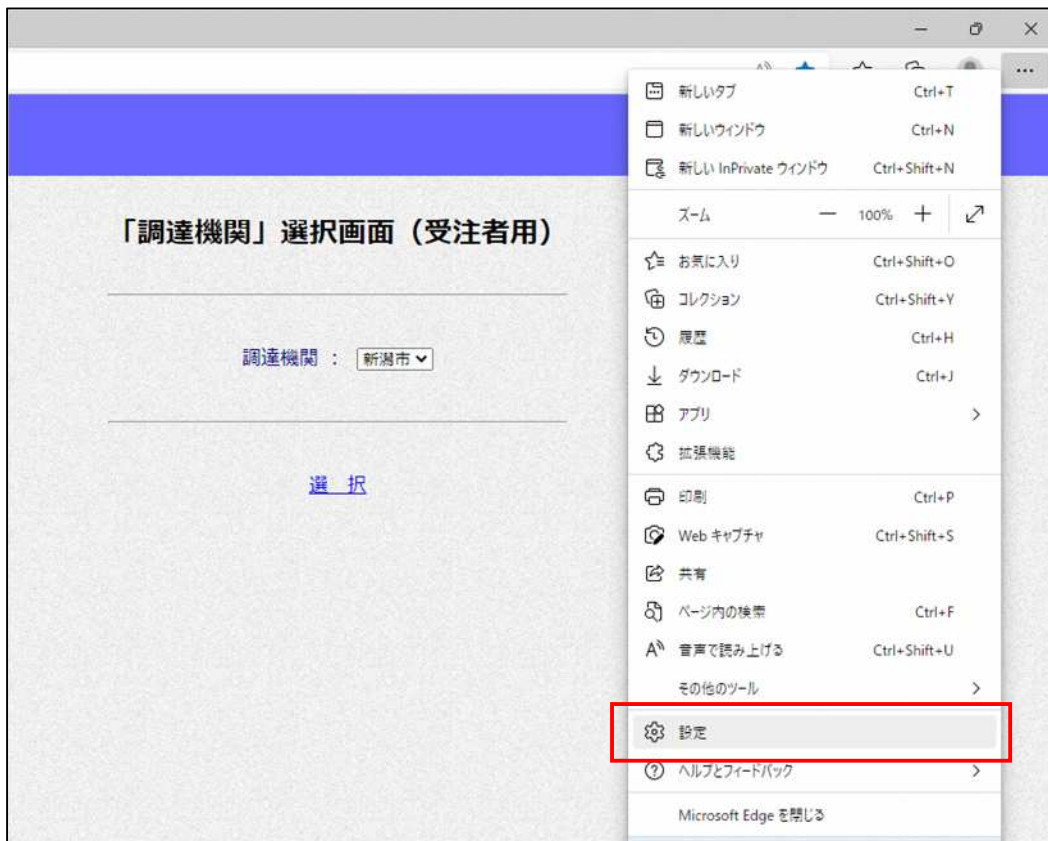 新しいタブ Ctrl+T
新しいウィンドウ Ctrl+N
新しい InPrivate ウィンドウ Ctrl+Shift+N
ズーム 100%
お気に入り Ctrl+Shift+O
コレクション Ctrl+Shift+Y
履歴 Ctrl+H
ダウンロード Ctrl+J
アプリ
拡張機能
印刷 Ctrl+P
Web キャプチャ Ctrl+Shift+S
共有
ページ内の検索 Ctrl+F
音声で読み上げる Ctrl+Shift+U
その他のツール
設定
ヘルプとフィードバック
Microsoft Edge を閉じる
「調達機関」選択画面（受注者用）
調達機関 ： 新潟市
選 択